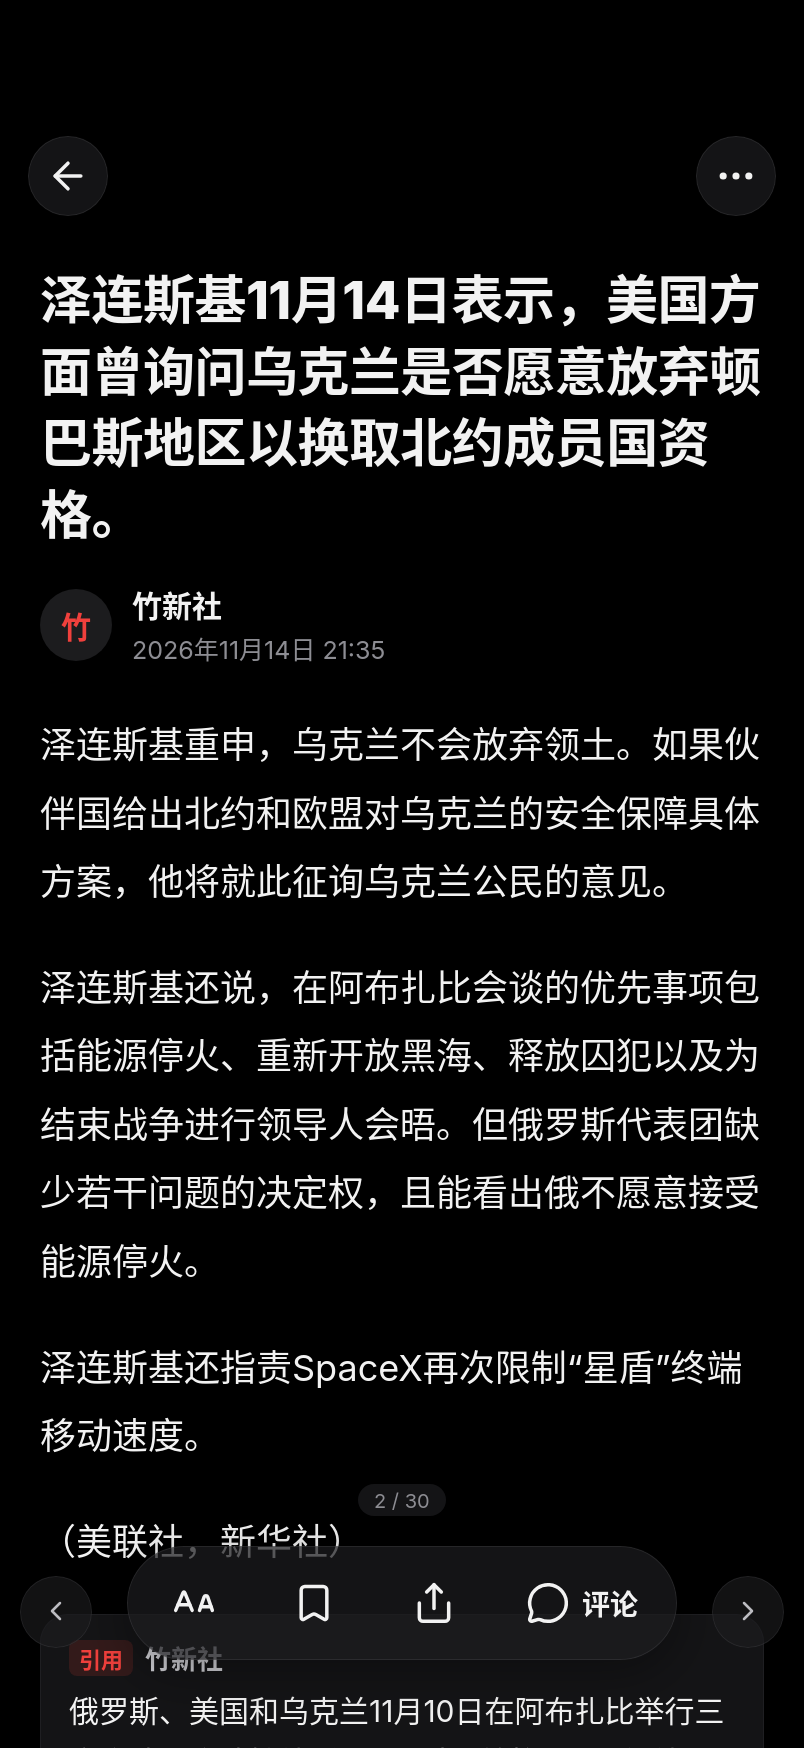 泽连斯基11月14日表示，美国方
面曾询问乌克兰是否愿意放弃顿
巴斯地区以换取北约成员国资
格。
竹
竹新社
2026年11月14日 21:35
泽连斯基重申，乌克兰不会放弃领土。如果伙
伴国给出北约和欧盟对乌克兰的安全保障具体
方案，他将就此征询乌克兰公民的意见。
泽连斯基还说，在阿布扎比会谈的优先事项包
括能源停火、重新开放黑海、释放囚犯以及为
结束战争进行领导人会晤。但俄罗斯代表团缺
少若干问题的决定权，且能看出俄不愿意接受
能源停火。
泽连斯基还指责SpaceX再次限制“星盾”终端
移动速度。
2 / 30
（美联社，新华社）
AA
评论
引用 竹新社
俄罗斯、美国和乌克兰11月10日在阿布扎比举行三